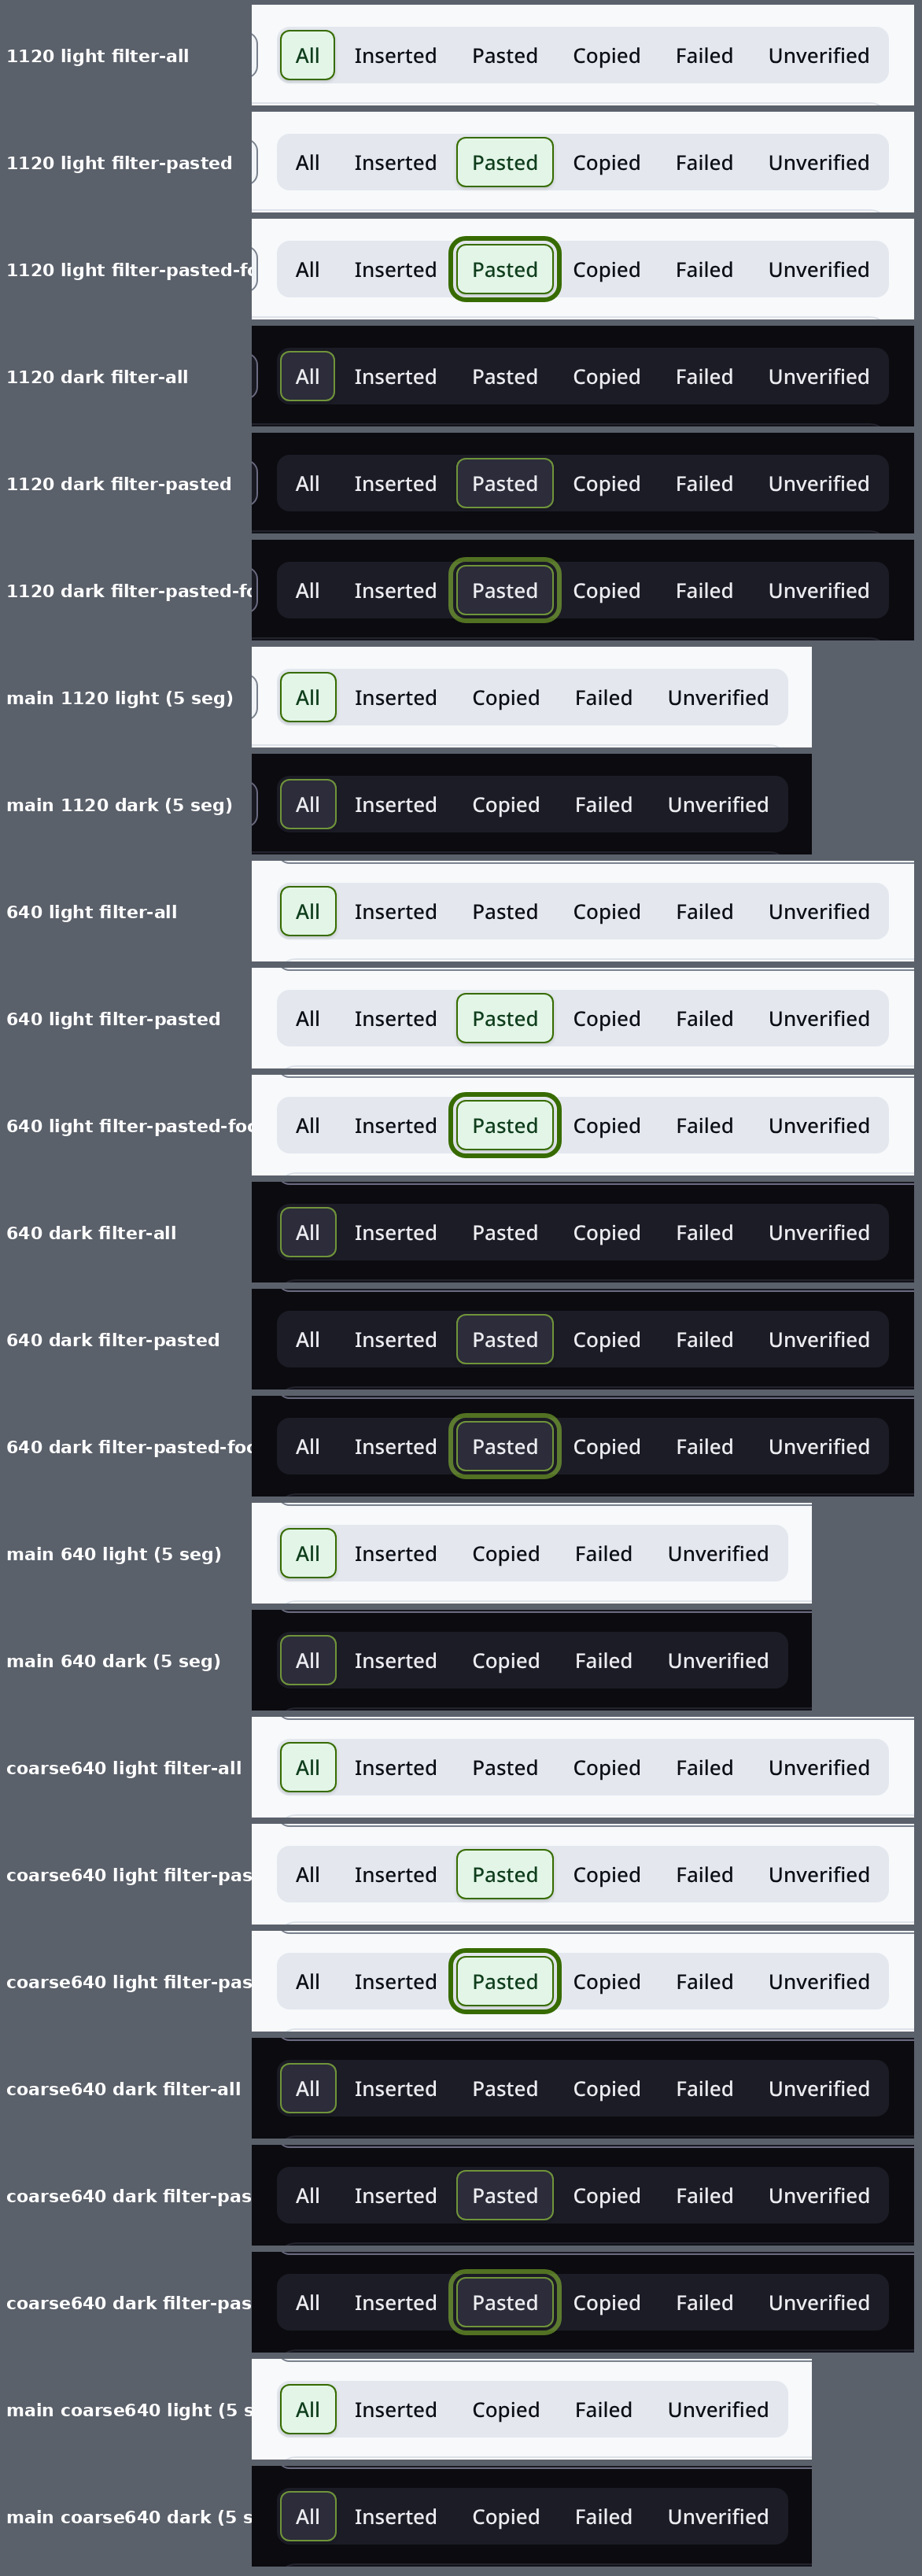 1120 light filter-all All Inserted Pasted Copied Failed Unverified
1120 light filter-pasted All Inserted Pasted Copied Failed Unverified
1120 light filter-pasted-fo All Inserted Pasted Copied Failed Unverified
1120 dark filter-all All Inserted Pasted Copied Failed Unverified
1120 dark filter-pasted All Inserted Pasted Copied Failed Unverified
1120 dark filter-pasted-fo All Inserted Pasted Copied Failed Unverified
main 1120 light (5 seg) All Inserted Copied Failed Unverified
main 1120 dark (5 seg) All Inserted Copied Failed Unverified
640 light filter-all All Inserted Pasted Copied Failed Unverified
640 light filter-pasted All Inserted Pasted Copied Failed Unverified
640 light filter-pasted-foc All Inserted Pasted Copied Failed Unverified
640 dark filter-all All Inserted Pasted Copied Failed Unverified
640 dark filter-pasted All Inserted Pasted Copied Failed Unverified
640 dark filter-pasted-foc All Inserted Pasted Copied Failed Unverified
main 640 light (5 seg) All Inserted Copied Failed Unverified
main 640 dark (5 seg) All Inserted Copied Failed Unverified
coarse640 light filter-all All Inserted Pasted Copied Failed Unverified
coarse640 light filter-pas All Inserted Pasted Copied Failed Unverified
coarse640 light filter-pas All Inserted Pasted Copied Failed Unverified
coarse640 dark filter-all All Inserted Pasted Copied Failed Unverified
coarse640 dark filter-pas All Inserted Pasted Copied Failed Unverified
coarse640 dark filter-pas All Inserted Pasted Copied Failed Unverified
main coarse640 light (5 s All Inserted Copied Failed Unverified
main coarse640 dark (5 s All Inserted Copied Failed Unverified